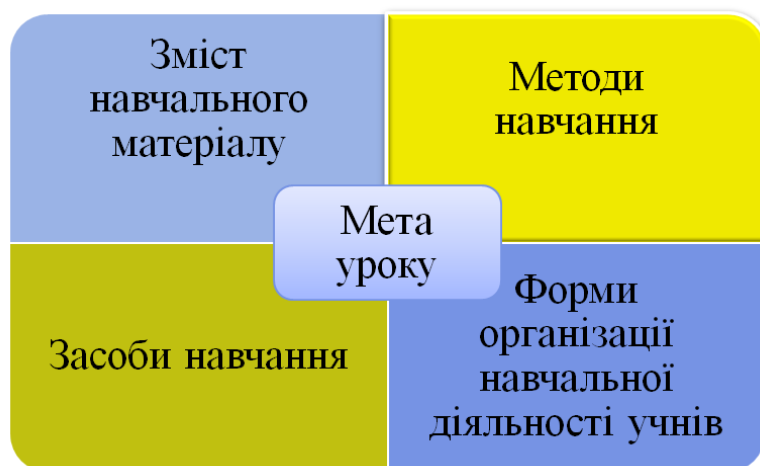 Зміст
навчального
матеріалу
Методи
навчання
Мета
уроку
Засоби навчання
Форми
організації
навчальної
діяльності учнів